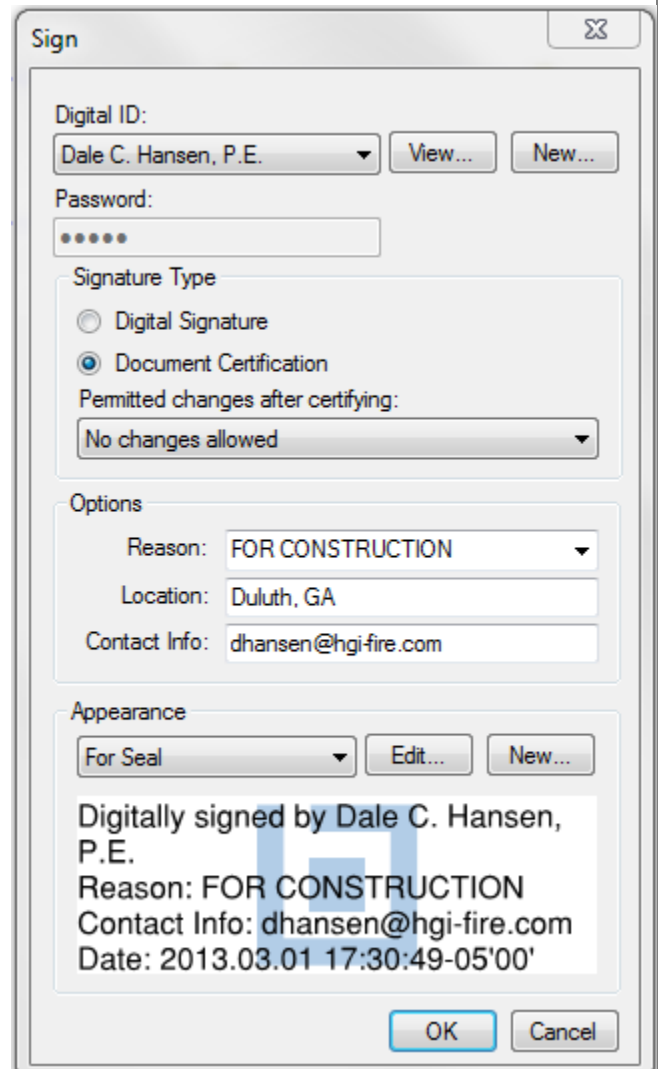 Sign
Digital ID:
Dale C. Hansen, P.E.
View...
New...
Password:
•••••
Signature Type
Digital Signature
Document Certification
Permitted changes after certifying:
No changes allowed
Options
Reason: FOR CONSTRUCTION
Location: Duluth, GA
Contact Info: dhansen@hgi-fire.com
Appearance
For Seal
Edit...
New...
Digitally signed by Dale C. Hansen,
P.E.
Reason: FOR CONSTRUCTION
Contact Info: dhansen@hgi-fire.com
Date: 2013.03.01 17:30:49-05'00'
OK
Cancel